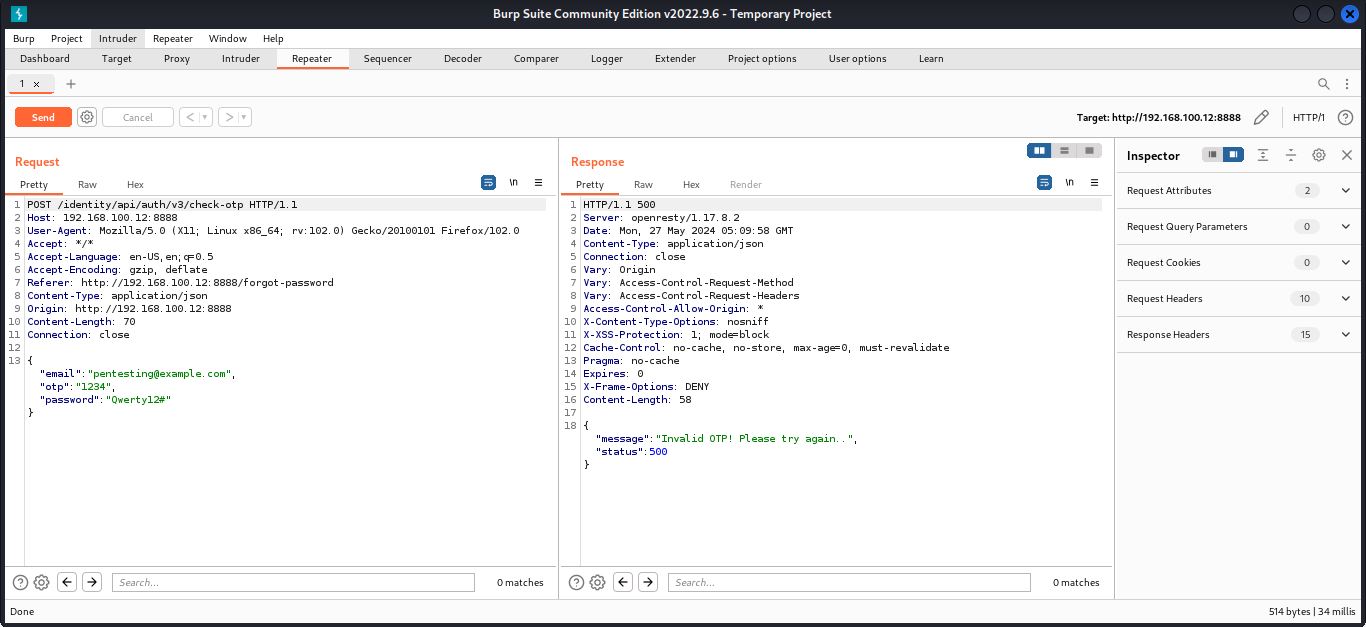 Burp Suite Community Edition v2022.9.6 - Temporary Project
Burp Project Intruder Repeater Window Help
Dashboard Target Proxy Intruder Repeater Sequencer Decoder Comparer Logger Extender Project options User options Learn
1 ×
Send Cancel < >
Target: http://192.168.100.12:8888 HTTP/1
Request
Pretty Raw Hex \n
1 POST /identity/api/auth/v3/check-otp HTTP/1.1
2 Host: 192.168.100.12:8888
3 User-Agent: Mozilla/5.0 (X11; Linux x86_64; rv:102.0) Gecko/20100101 Firefox/102.0
4 Accept: */*
5 Accept-Language: en-US,en;q=0.5
6 Accept-Encoding: gzip, deflate
7 Referer: http://192.168.100.12:8888/forgot-password
8 Content-Type: application/json
9 Origin: http://192.168.100.12:8888
10 Content-Length: 70
11 Connection: close
12
13 {
"email":"pentesting@example.com",
"otp":"1234",
"password":"Qwerty12#"
}
Search...
0 matches
Response
Pretty Raw Hex Render \n
1 HTTP/1.1 500
2 Server: openresty/1.17.8.2
3 Date: Mon, 27 May 2024 05:09:58 GMT
4 Content-Type: application/json
5 Connection: close
6 Vary: Origin
7 Vary: Access-Control-Request-Method
8 Vary: Access-Control-Request-Headers
9 Access-Control-Allow-Origin: *
10 X-Content-Type-Options: nosniff
11 X-XSS-Protection: 1; mode=block
12 Cache-Control: no-cache, no-store, max-age=0, must-revalidate
13 Pragma: no-cache
14 Expires: 0
15 X-Frame-Options: DENY
16 Content-Length: 58
17
18 {
"message":"Invalid OTP! Please try again..",
"status":500
}
Search...
0 matches
Inspector
Request Attributes 2
Request Query Parameters 0
Request Cookies 0
Request Headers 10
Response Headers 15
Done
514 bytes | 34 millis